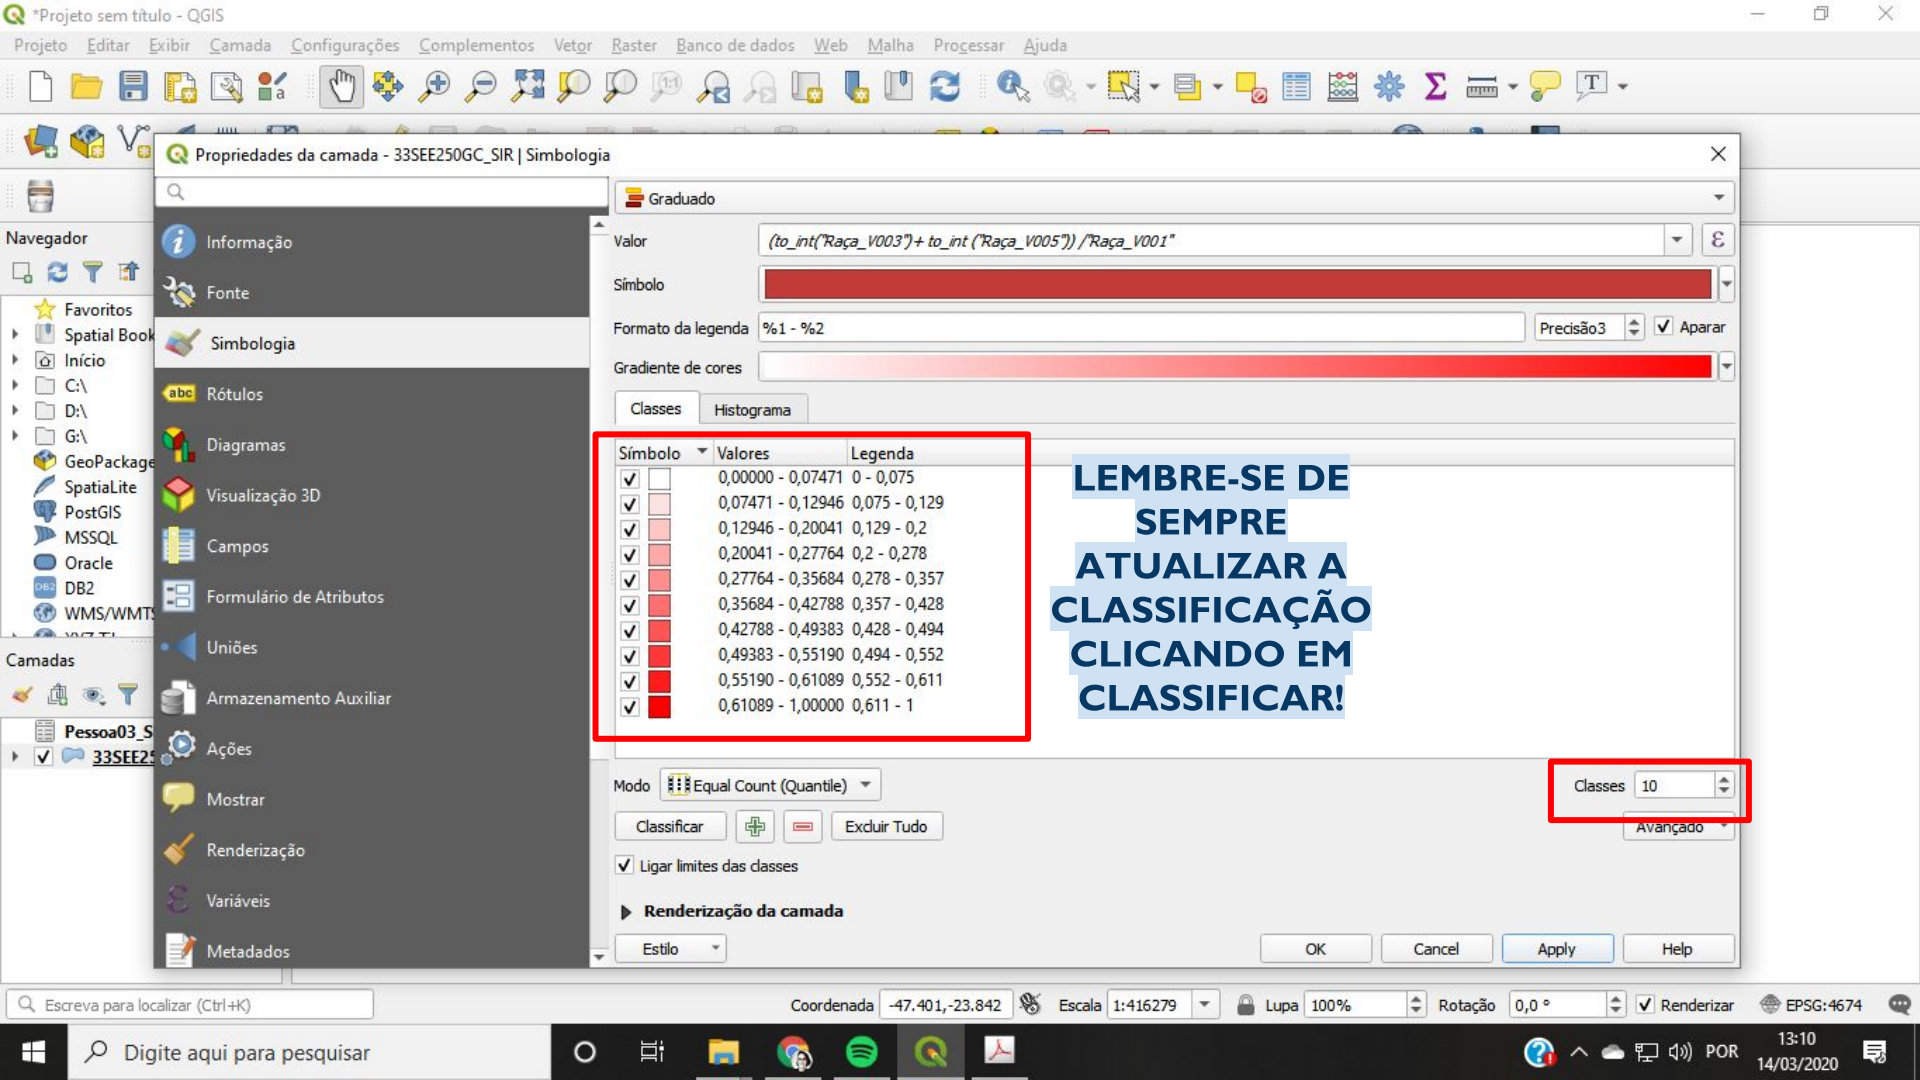 *Projeto sem título - QGIS
Projeto Editar Exibir Camada Configurações Complementos Vetor Raster Banco de dados Web Malha Processar Ajuda
Propriedades da camada - 33SEE250GC_SIR | Simbologia
Graduado
Navegador
Informação
Valor (to_int("Raça_V003")+ to_int ("Raça_V005")) /"Raça_V001"
Fonte
Símbolo
Favoritos
Spatial Book
Simbologia
Formato da legenda %1 - %2 Precisão3 Aparar
Início
Gradiente de cores
C:\
Rótulos
D:\
Classes Histograma
G:\
Diagramas
GeoPackage
Símbolo Valores Legenda
0,00000 - 0,07471 0 - 0,075
0,07471 - 0,12946 0,075 - 0,129
0,12946 - 0,20041 0,129 - 0,2
0,20041 - 0,27764 0,2 - 0,278
0,27764 - 0,35684 0,278 - 0,357
0,35684 - 0,42788 0,357 - 0,428
0,42788 - 0,49383 0,428 - 0,494
0,49383 - 0,55190 0,494 - 0,552
0,55190 - 0,61089 0,552 - 0,611
0,61089 - 1,00000 0,611 - 1
LEMBRE-SE DE
SEMPRE
ATUALIZAR A
CLASSIFICAÇÃO
CLICANDO EM
CLASSIFICAR!
SpatiaLite
Visualização 3D
PostGIS
MSSQL
Campos
Oracle
DB2
Formulário de Atributos
WMS/WMTS
Uniões
Camadas
Armazenamento Auxiliar
Pessoa03_S
Ações
33SEE25
Modo Equal Count (Quantile) Classes 10
Mostrar
Classificar Excluir Tudo Avançado
Renderização
Ligar limites das classes
Variáveis
Renderização da camada
Metadados
Estilo OK Cancel Apply Help
Escreva para localizar (Ctrl+K) Coordenada -47.401,-23.842 Escala 1:416279 Lupa 100% Rotação 0,0 ° Renderizar EPSG:4674
Digite aqui para pesquisar POR 13:10
14/03/2020